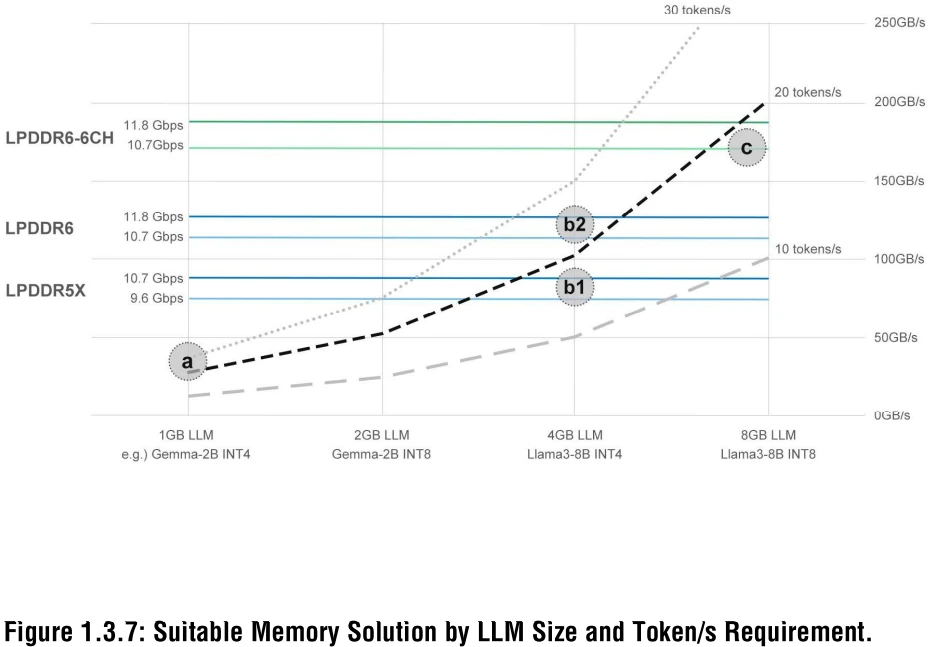 30 tokens/s
250GB/s
20 tokens/s
200GB/s
LPDDR6-6CH
11.8 Gbps
10.7Gbps
c
150GB/s
LPDDR6
11.8 Gbps
b2
10.7 Gbps
10 tokens/s
100GB/s
LPDDR5X
10.7 Gbps
b1
9.6 Gbps
a
50GB/s
0GB/s
1GB LLM
e.g.) Gemma-2B INT4
2GB LLM
Gemma-2B INT8
4GB LLM
Llama3-8B INT4
8GB LLM
Llama3-8B INT8
Figure 1.3.7: Suitable Memory Solution by LLM Size and Token/s Requirement.